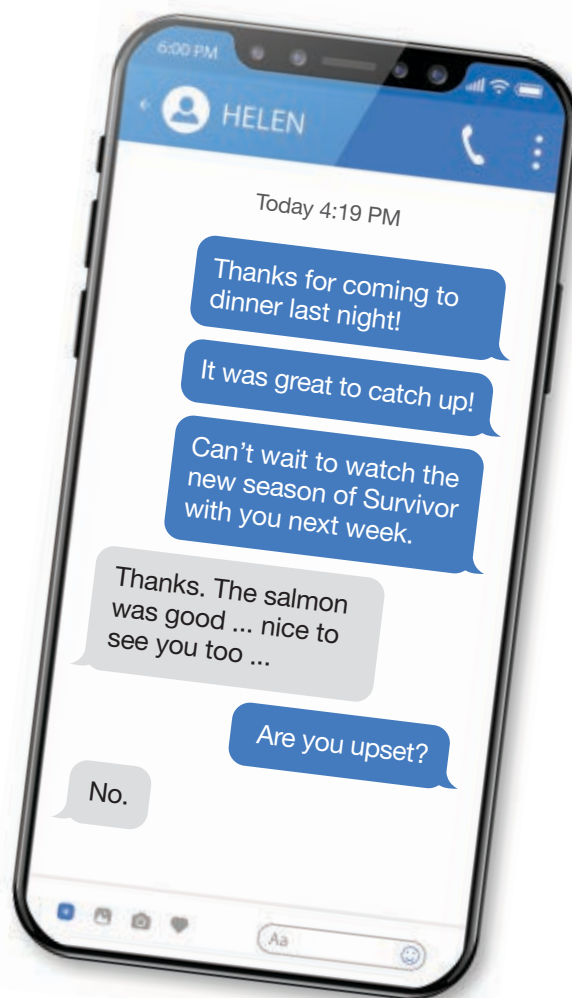 6:00 PM
HELEN
Today 4:19 PM
Thanks for coming to
dinner last night!
It was great to catch up!
Can’t wait to watch the
new season of Survivor
with you next week.
Thanks. The salmon
was good ... nice to
see you too ...
Are you upset?
No.
Aa